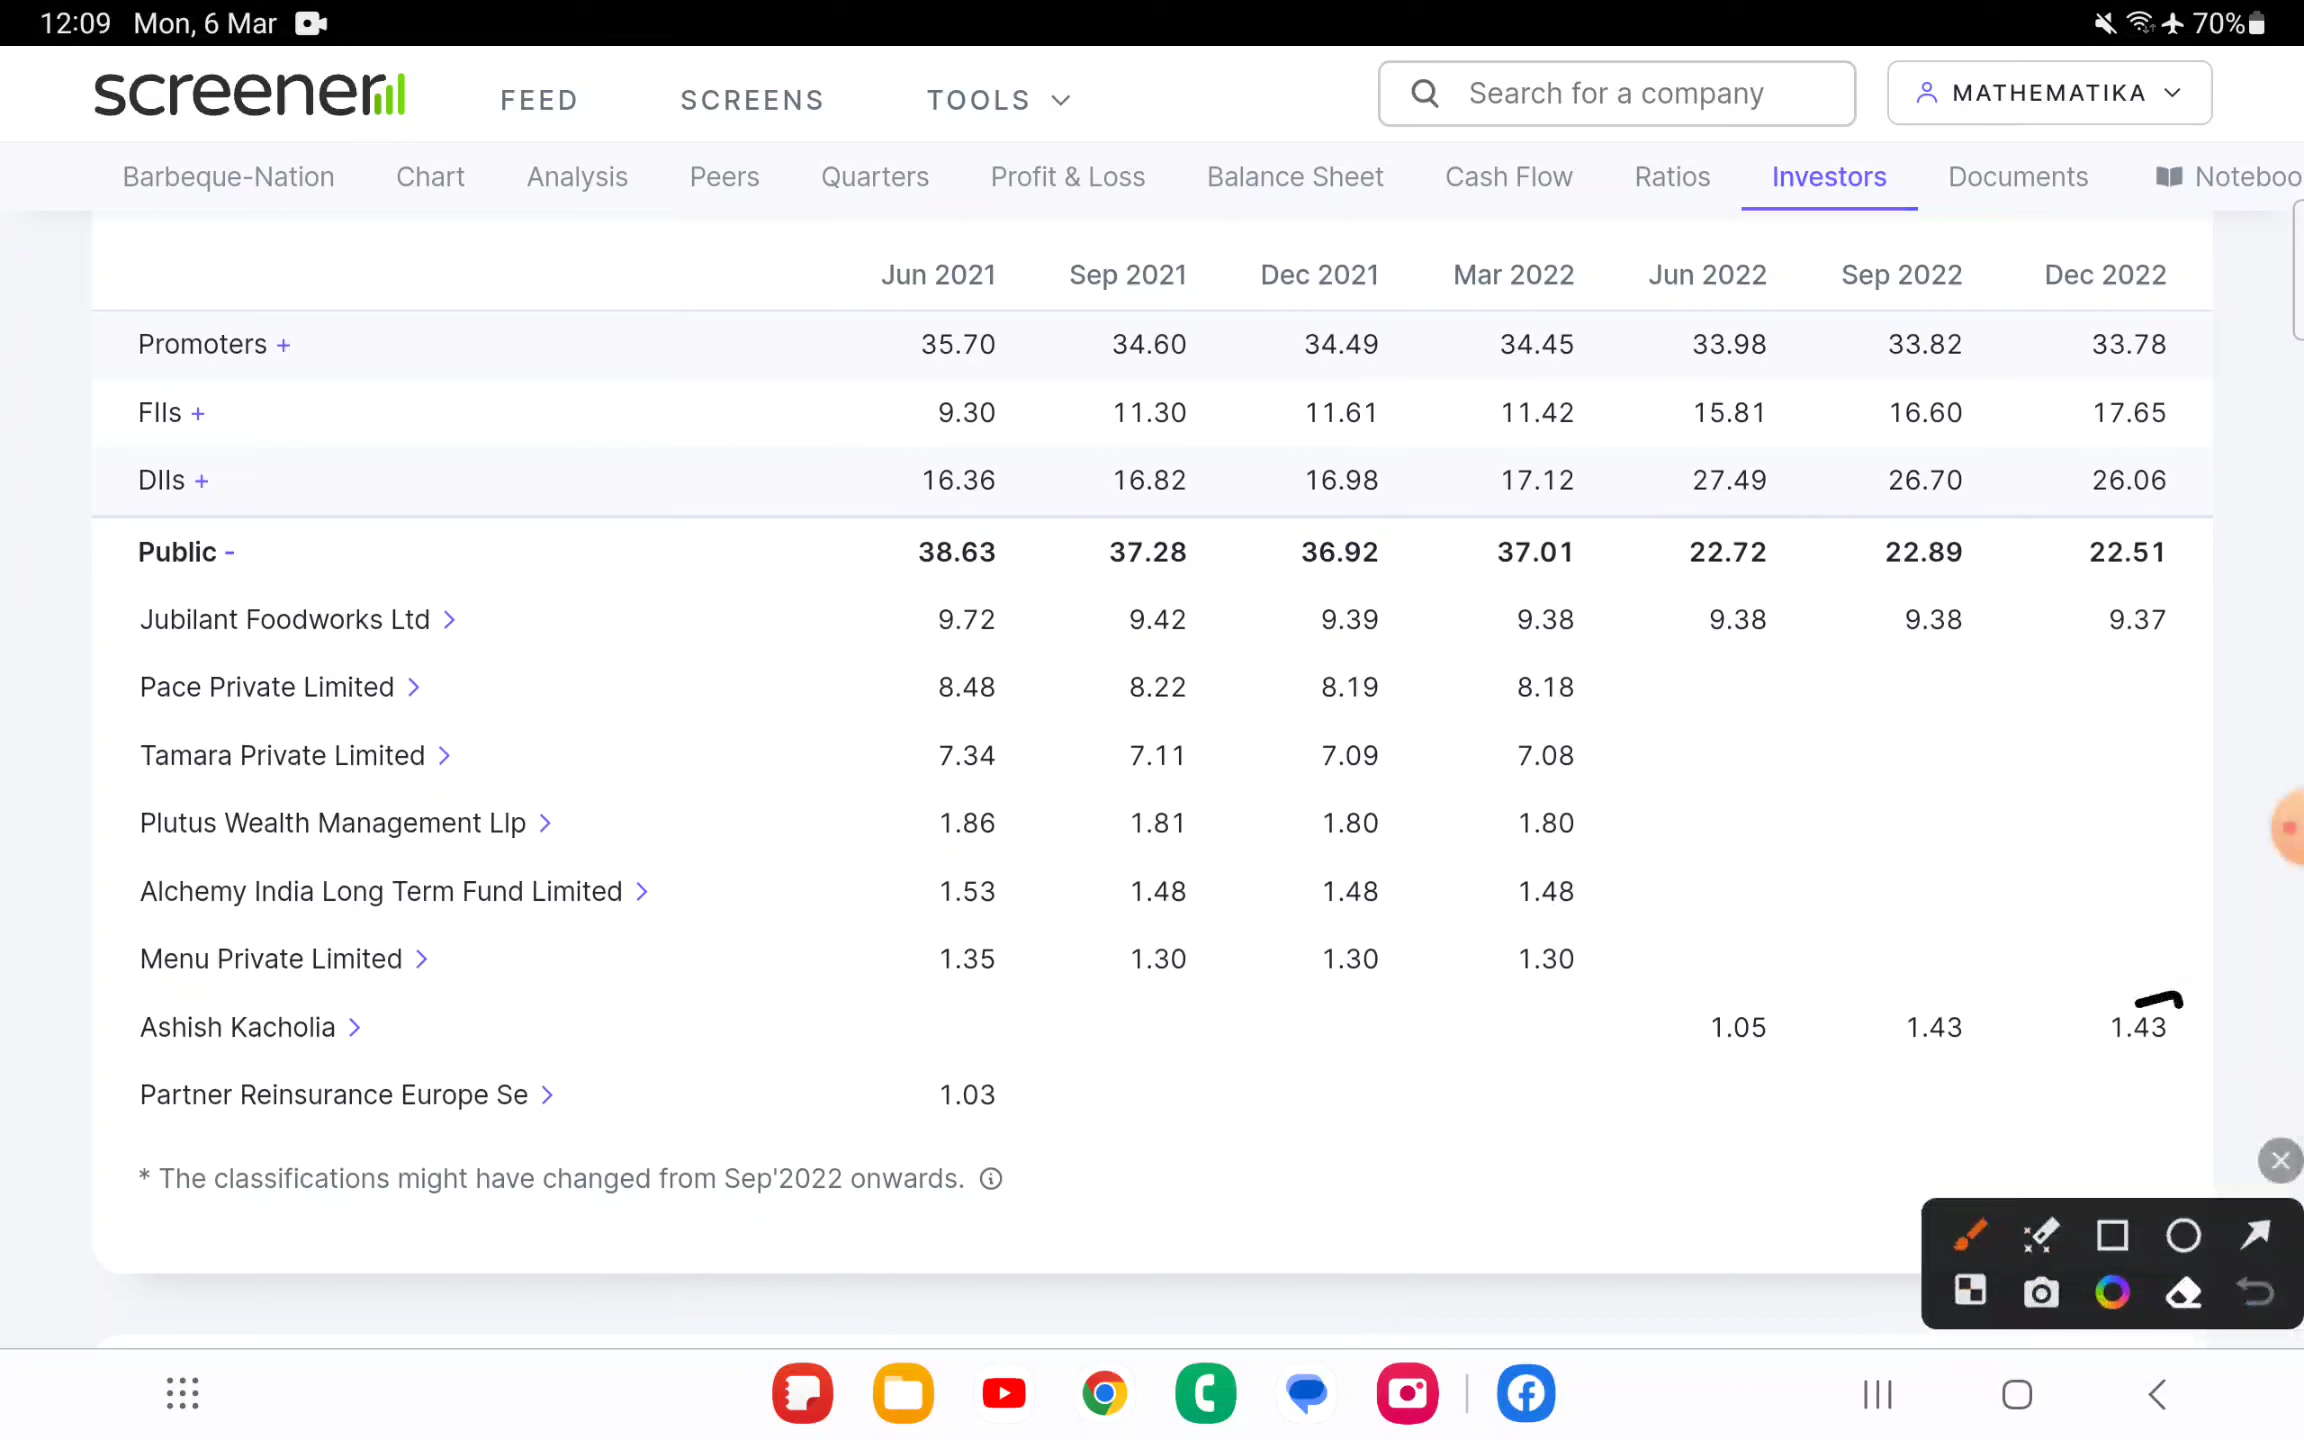 12:09 Mon, 6 Mar 70%
screener FEED SCREENS TOOLS Search for a company MATHEMATIKA
Barbeque-Nation Chart Analysis Peers Quarters Profit & Loss Balance Sheet Cash Flow Ratios Investors Documents Noteboo
Jun 2021 Sep 2021 Dec 2021 Mar 2022 Jun 2022 Sep 2022 Dec 2022
Promoters + 35.70 34.60 34.49 34.45 33.98 33.82 33.78
FIIs + 9.30 11.30 11.61 11.42 15.81 16.60 17.65
DIIs + 16.36 16.82 16.98 17.12 27.49 26.70 26.06
Public - 38.63 37.28 36.92 37.01 22.72 22.89 22.51
Jubilant Foodworks Ltd 9.72 9.42 9.39 9.38 9.38 9.38 9.37
Pace Private Limited 8.48 8.22 8.19 8.18
Tamara Private Limited 7.34 7.11 7.09 7.08
Plutus Wealth Management Llp 1.86 1.81 1.80 1.80
Alchemy India Long Term Fund Limited 1.53 1.48 1.48 1.48
Menu Private Limited 1.35 1.30 1.30 1.30
Ashish Kacholia 1.05 1.43 1.43
Partner Reinsurance Europe Se 1.03
* The classifications might have changed from Sep'2022 onwards.